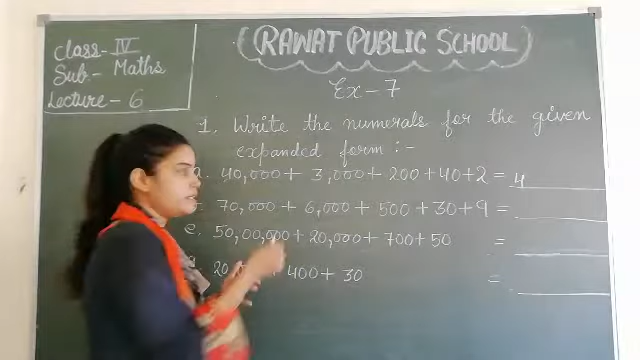 Class - IV
Sub - Maths
Lecture - 6
RAWAT PUBLIC SCHOOL
Ex - 7
1. Write the numerals for the given
expanded form :-
a. 40,000 + 3,000 + 200 + 40 + 2 = 4
70,000 + 6,000 + 500 + 30 + 9 =
c. 50,00,000 + 20,000 + 700 + 50 =
20, + 400 + 30 =